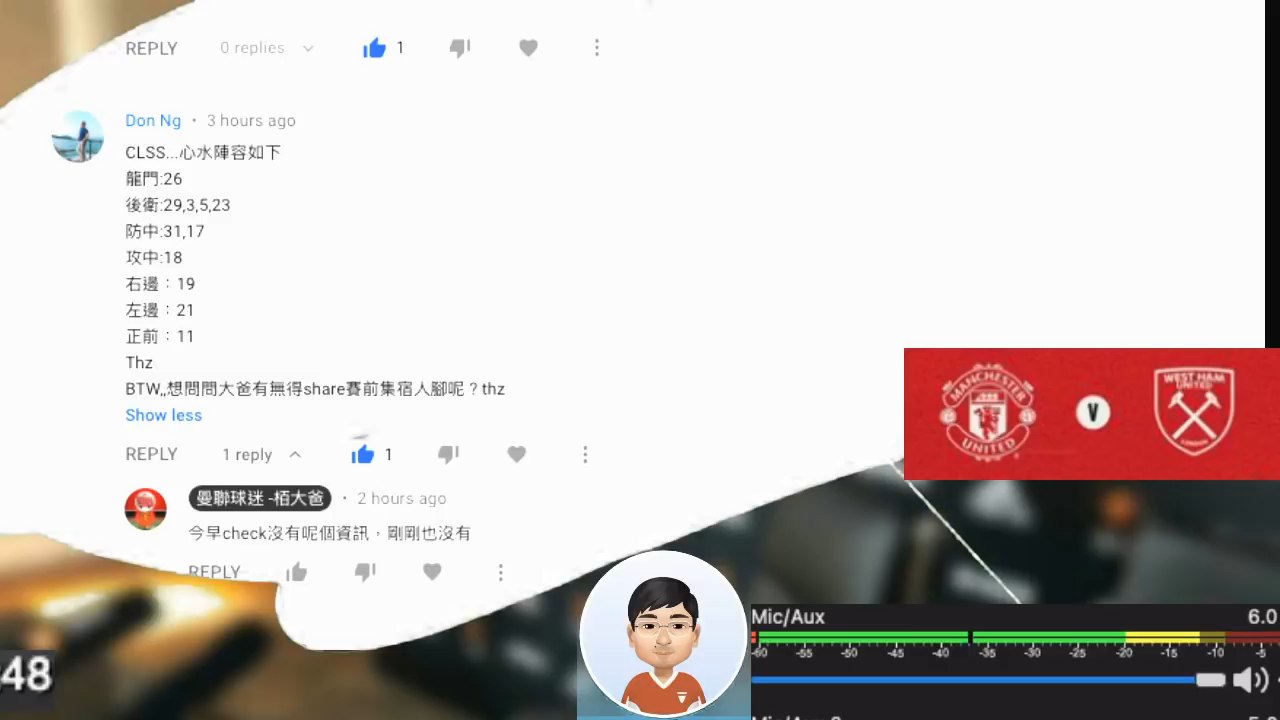 REPLY 0 replies 1
Don Ng • 3 hours ago
CLSS...心水陣容如下
龍門:26
後衛:29,3,5,23
防中:31,17
攻中:18
右邊：19
左邊：21
正前：11
Thz
BTW,,想問問大爸有無得share賽前集宿人腳呢？thz
Show less
REPLY 1 reply 1
曼聯球迷 -栢大爸 • 2 hours ago
今早check沒有呢個資訊，剛剛也沒有
REPLY
MANCHESTER UNITED
V
WEST HAM UNITED
LONDON
:48
Mic/Aux 6.0
-60 -55 -50 -45 -40 -35 -30 -25 -20 -15 -10 -5